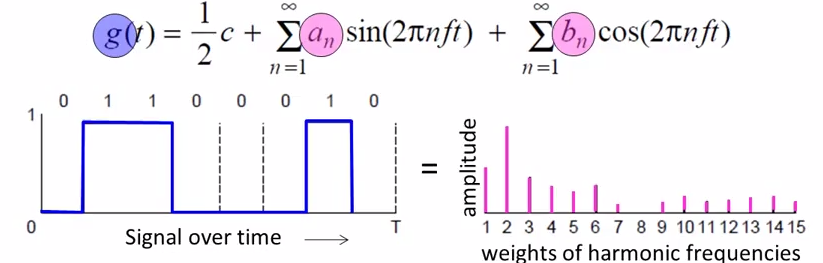 g(t) = 1/2 c + ∞∑n=1 an sin(2πnft) + ∞∑n=1 bn cos(2πnft)
0 1 1 0 0 0 1 0
1
0
T
Signal over time
=
amplitude
1 2 3 4 5 6 7 8 9 10 11 12 13 14 15
weights of harmonic frequencies